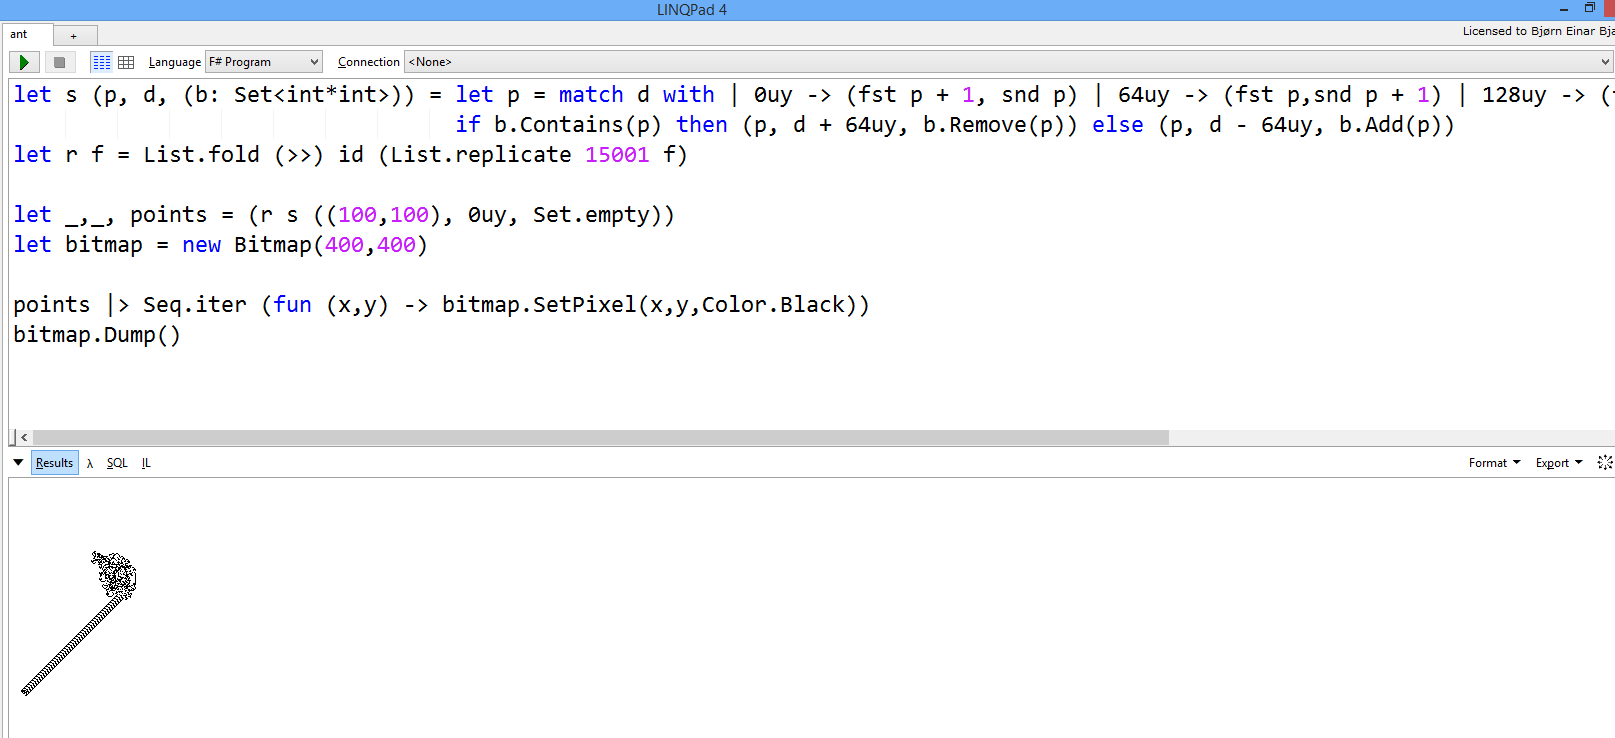 LINQPad 4
ant
+
Licensed to Bjørn Einar Bja
Language F# Program Connection <None>
let s (p, d, (b: Set<int*int>)) = let p = match d with | 0uy -> (fst p + 1, snd p) | 64uy -> (fst p,snd p + 1) | 128uy -> (
if b.Contains(p) then (p, d + 64uy, b.Remove(p)) else (p, d - 64uy, b.Add(p))
let r f = List.fold (>>) id (List.replicate 15001 f)
let _,_, points = (r s ((100,100), 0uy, Set.empty))
let bitmap = new Bitmap(400,400)
points |> Seq.iter (fun (x,y) -> bitmap.SetPixel(x,y,Color.Black))
bitmap.Dump()
Results λ SQL IL Format Export